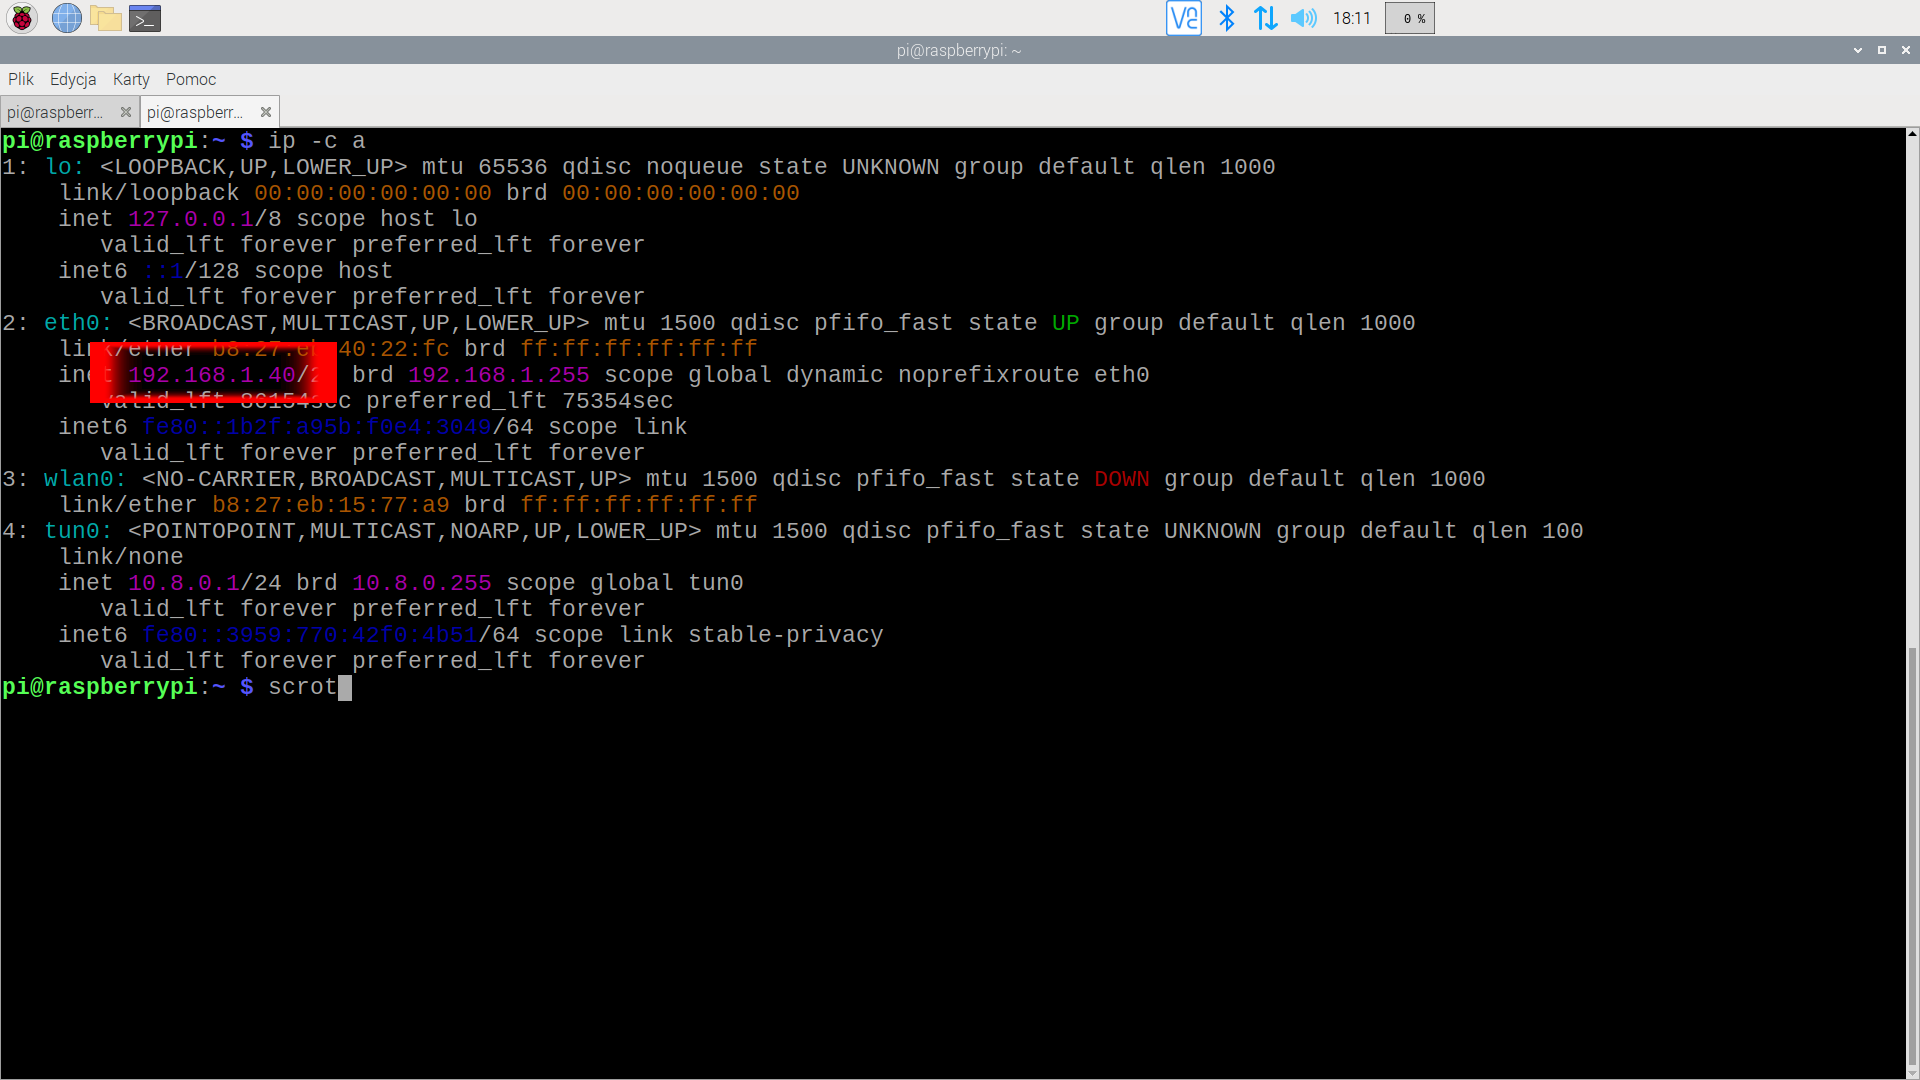 18:11
0 %
pi@raspberrypi: ~
Plik Edycja Karty Pomoc
pi@raspberr... pi@raspberr...
pi@raspberrypi:~ $ ip -c a
1: lo: <LOOPBACK,UP,LOWER_UP> mtu 65536 qdisc noqueue state UNKNOWN group default qlen 1000
link/loopback 00:00:00:00:00:00 brd 00:00:00:00:00:00
inet 127.0.0.1/8 scope host lo
valid_lft forever preferred_lft forever
inet6 ::1/128 scope host
valid_lft forever preferred_lft forever
2: eth0: <BROADCAST,MULTICAST,UP,LOWER_UP> mtu 1500 qdisc pfifo_fast state UP group default qlen 1000
link/ether b8:27:eb:40:22:fc brd ff:ff:ff:ff:ff:ff
inet 192.168.1.40/2 brd 192.168.1.255 scope global dynamic noprefixroute eth0
valid_lft 86154sec preferred_lft 75354sec
inet6 fe80::1b2f:a95b:f0e4:3049/64 scope link
valid_lft forever preferred_lft forever
3: wlan0: <NO-CARRIER,BROADCAST,MULTICAST,UP> mtu 1500 qdisc pfifo_fast state DOWN group default qlen 1000
link/ether b8:27:eb:15:77:a9 brd ff:ff:ff:ff:ff:ff
4: tun0: <POINTOPOINT,MULTICAST,NOARP,UP,LOWER_UP> mtu 1500 qdisc pfifo_fast state UNKNOWN group default qlen 100
link/none
inet 10.8.0.1/24 brd 10.8.0.255 scope global tun0
valid_lft forever preferred_lft forever
inet6 fe80::3959:770:42f0:4b51/64 scope link stable-privacy
valid_lft forever preferred_lft forever
pi@raspberrypi:~ $ scrot